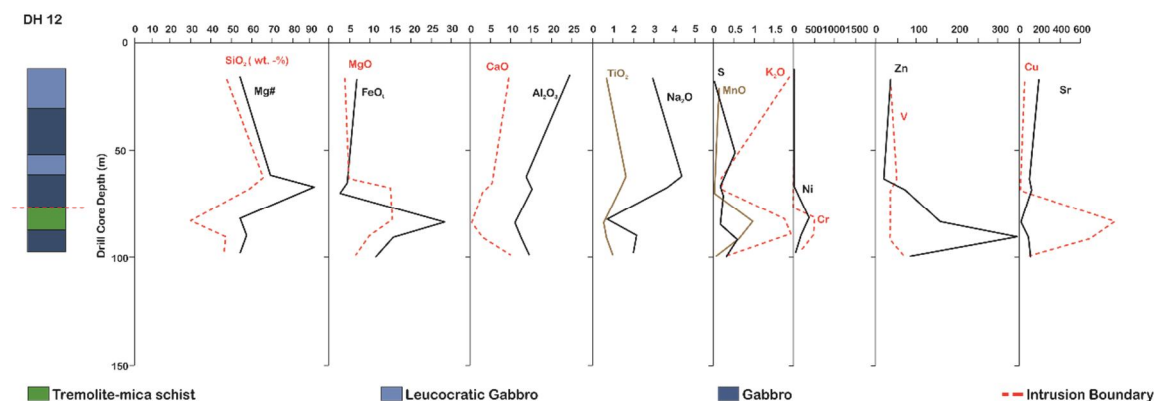 DH 12
0 10 20 30 40 50 60 70 80 90
0 5 10 15 20 25 30
0 5 10 15 20 25
0 1 2 3 4 5 6
0 0.5 1 1.5
0 500 1000 1500
0 100 200 300
0 200 400 600
0
50
100
150
Drill Core Depth (m)
SiO₂ ( wt. -%)
Mg#
MgO
FeOₜ
CaO
Al₂O₃
TiO₂
Na₂O
S
MnO
K₂O
Ni
Cr
Zn
V
Cu
Sr
Tremolite-mica schist
Leucocratic Gabbro
Gabbro
Intrusion Boundary